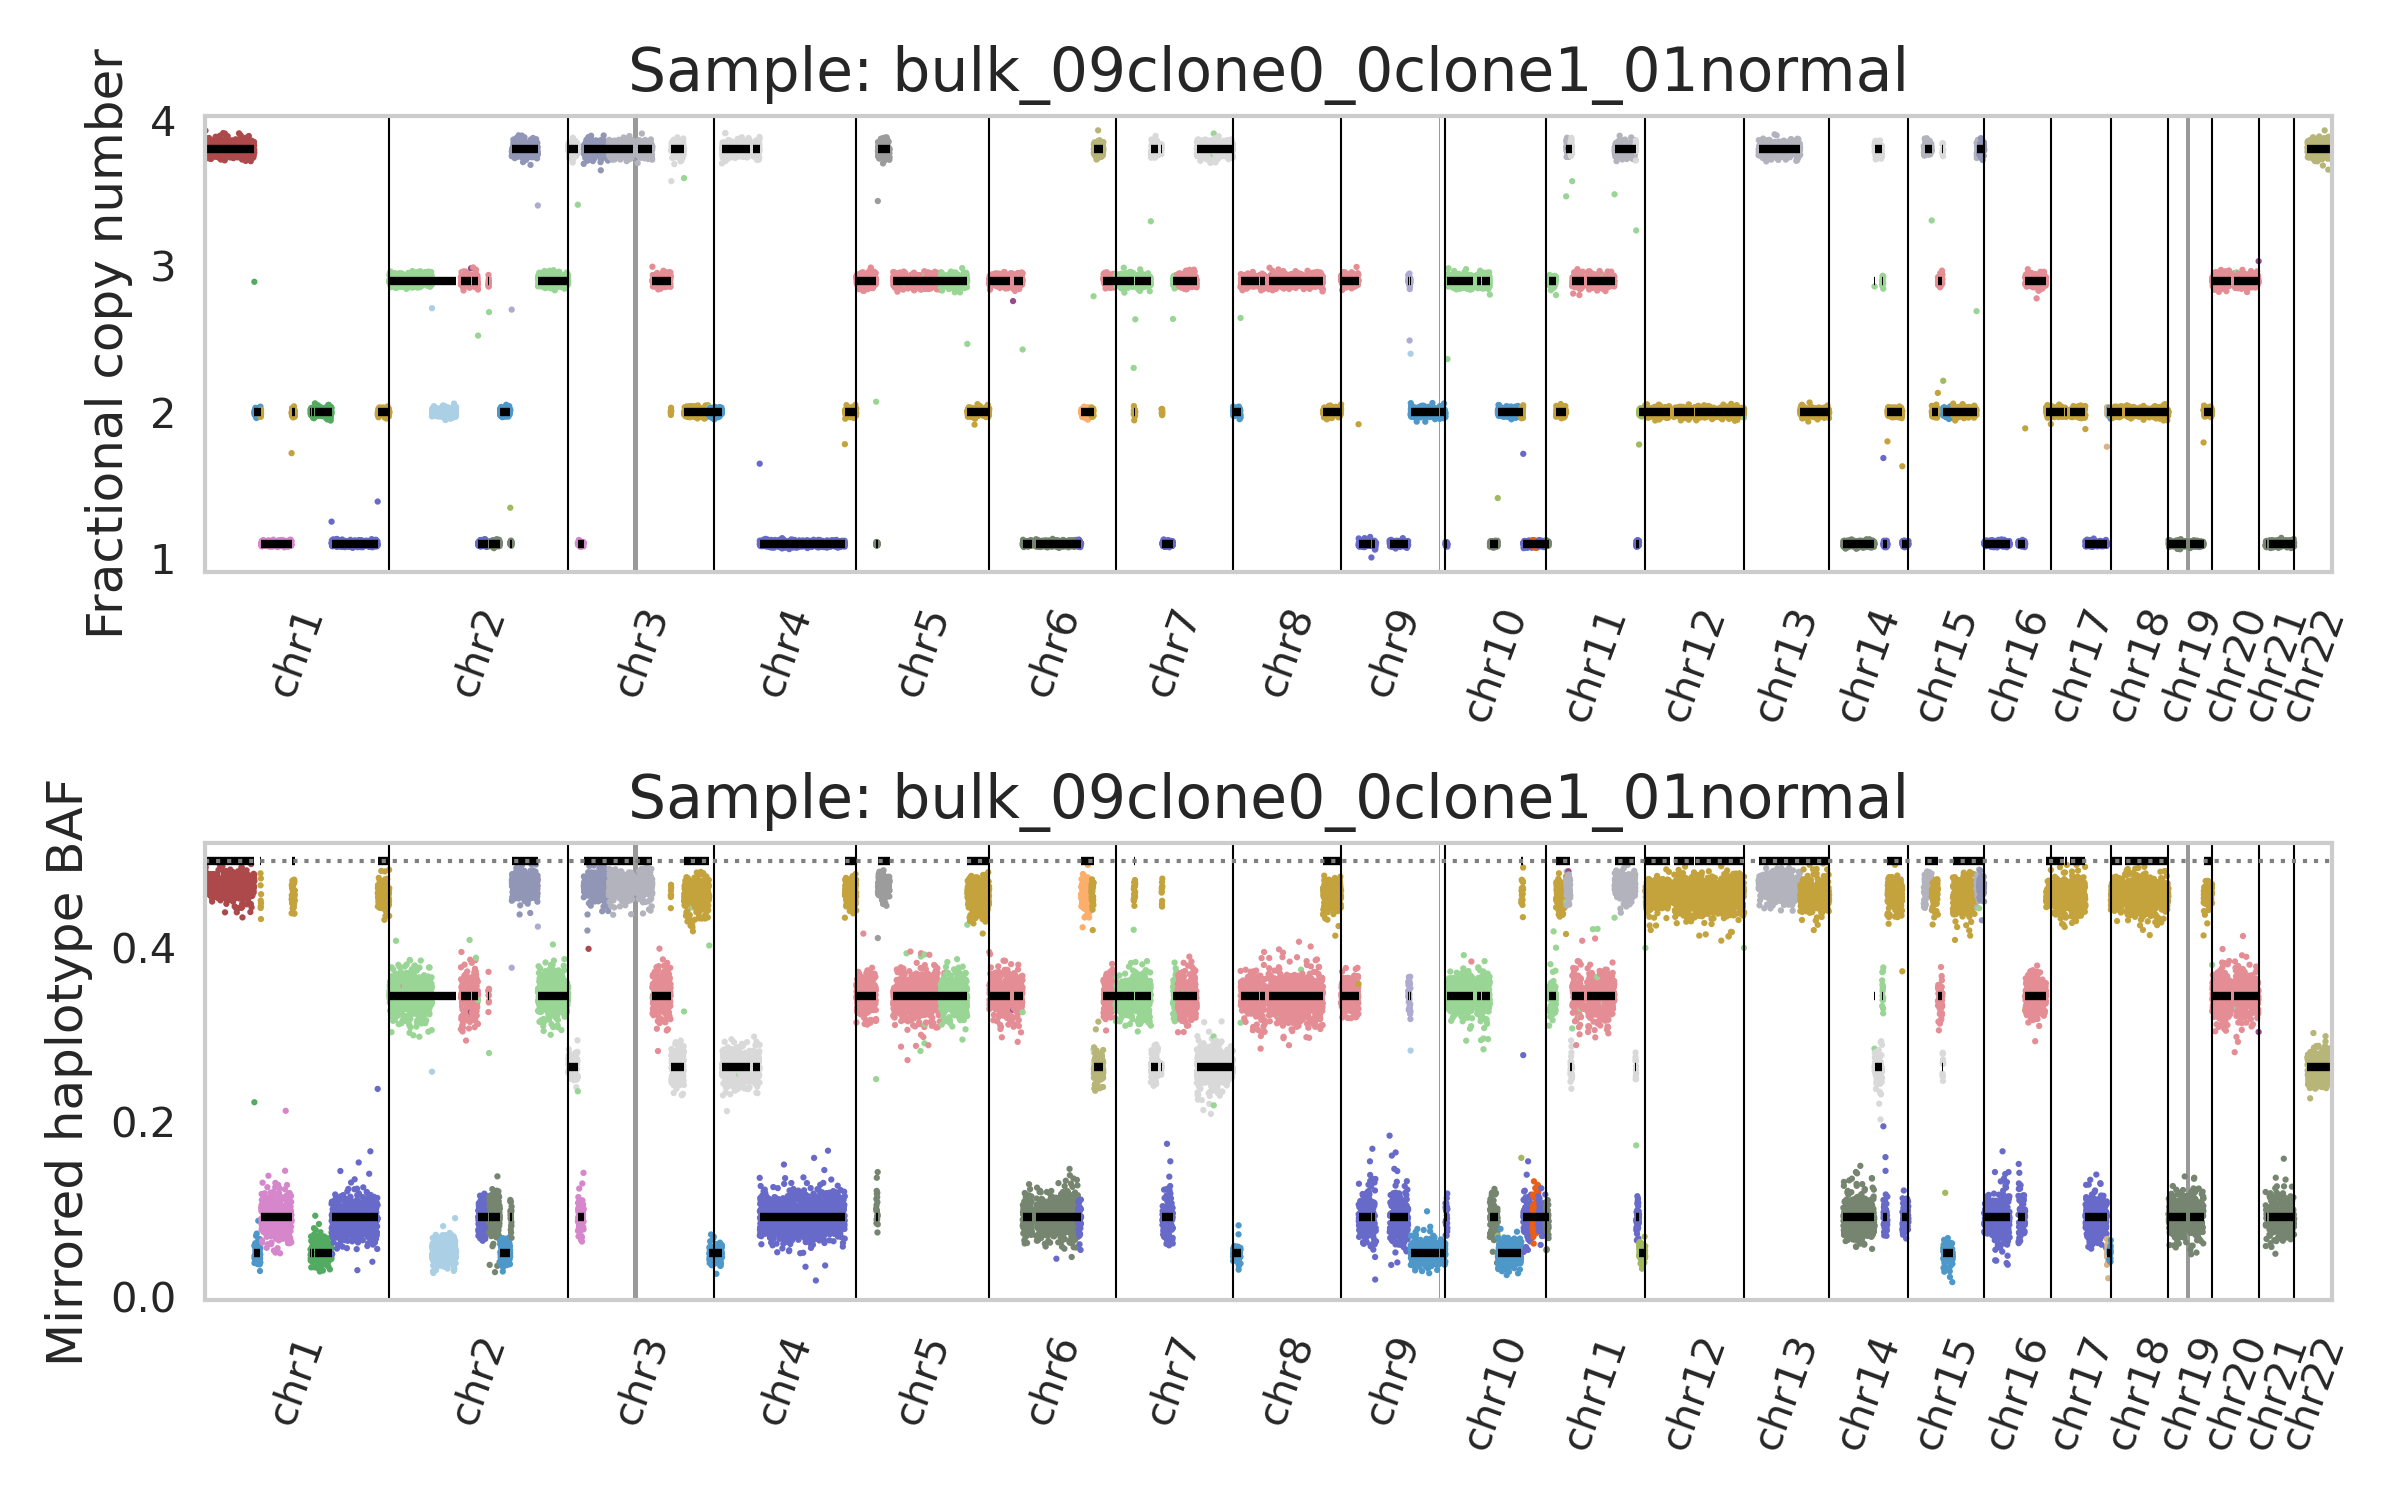 Sample: bulk_09clone0_0clone1_01normal
Fractional copy number
4
3
2
1
chr1
chr2
chr3
chr4
chr5
chr6
chr7
chr8
chr9
chr10
chr11
chr12
chr13
chr14
chr15
chr16
chr17
chr18
chr19
chr20
chr21
chr22
Sample: bulk_09clone0_0clone1_01normal
Mirrored haplotype BAF
0.4
0.2
0.0
chr1
chr2
chr3
chr4
chr5
chr6
chr7
chr8
chr9
chr10
chr11
chr12
chr13
chr14
chr15
chr16
chr17
chr18
chr19
chr20
chr21
chr22